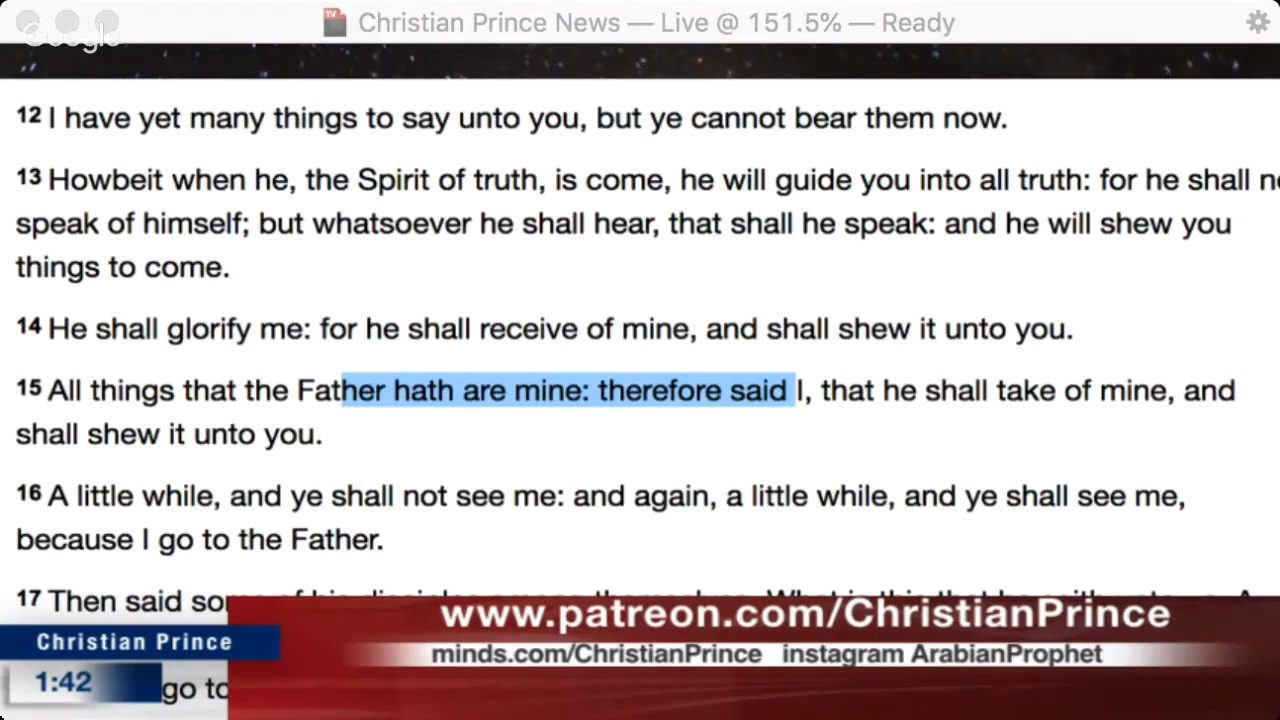 Christian Prince News — Live @ 151.5% — Ready
Google
12 I have yet many things to say unto you, but ye cannot bear them now.
13 Howbeit when he, the Spirit of truth, is come, he will guide you into all truth: for he shall
speak of himself; but whatsoever he shall hear, that shall he speak: and he will shew you
things to come.
14 He shall glorify me: for he shall receive of mine, and shall shew it unto you.
15 All things that the Father hath are mine: therefore said I, that he shall take of mine, and
shall shew it unto you.
16 A little while, and ye shall not see me: and again, a little while, and ye shall see me,
because I go to the Father.
17 Then said
www.patreon.com/ChristianPrince
Christian Prince
minds.com/ChristianPrince instagram ArabianProphet
1:42
go to